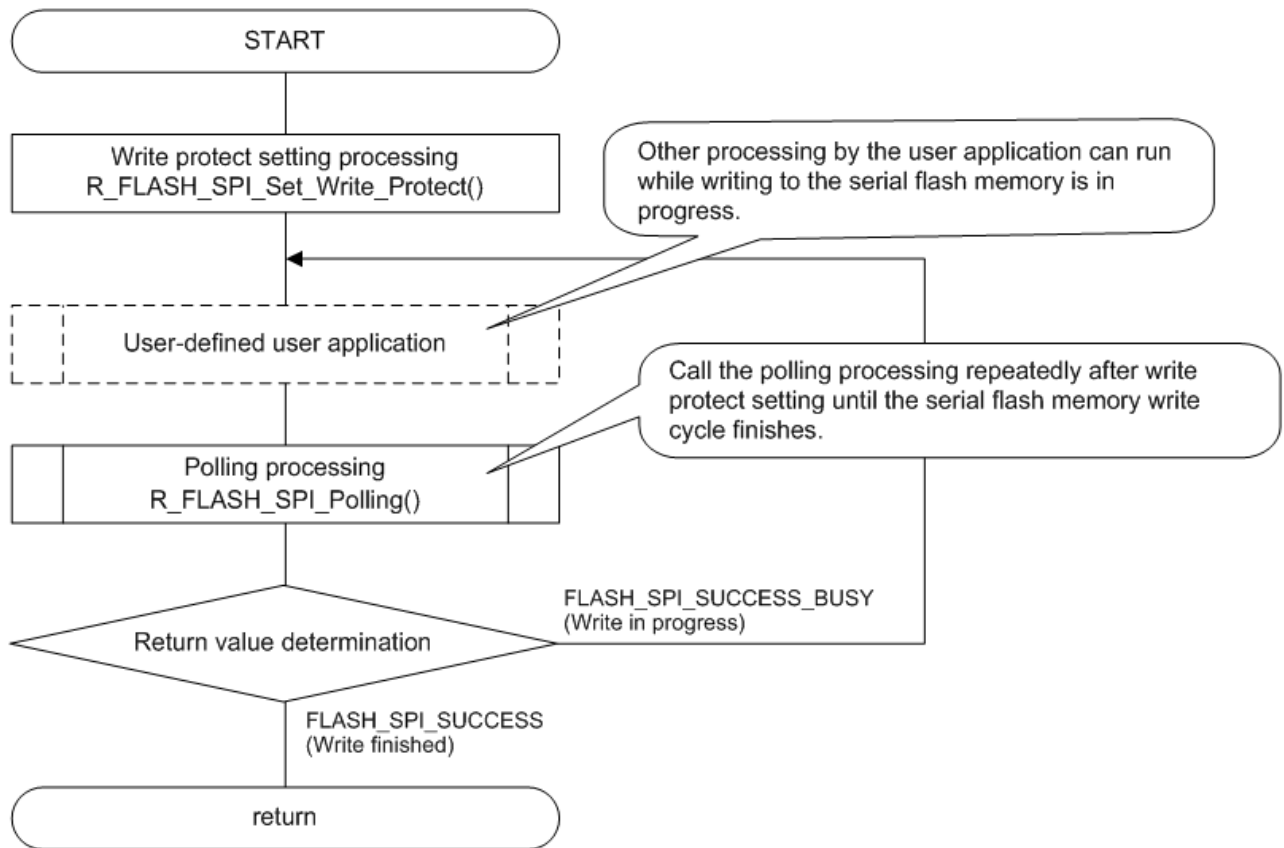 START
Write protect setting processing
R_FLASH_SPI_Set_Write_Protect()
Other processing by the user application can run
while writing to the serial flash memory is in
progress.
User-defined user application
Call the polling processing repeatedly after write
protect setting until the serial flash memory write
cycle finishes.
Polling processing
R_FLASH_SPI_Polling()
FLASH_SPI_SUCCESS_BUSY
(Write in progress)
Return value determination
FLASH_SPI_SUCCESS
(Write finished)
return